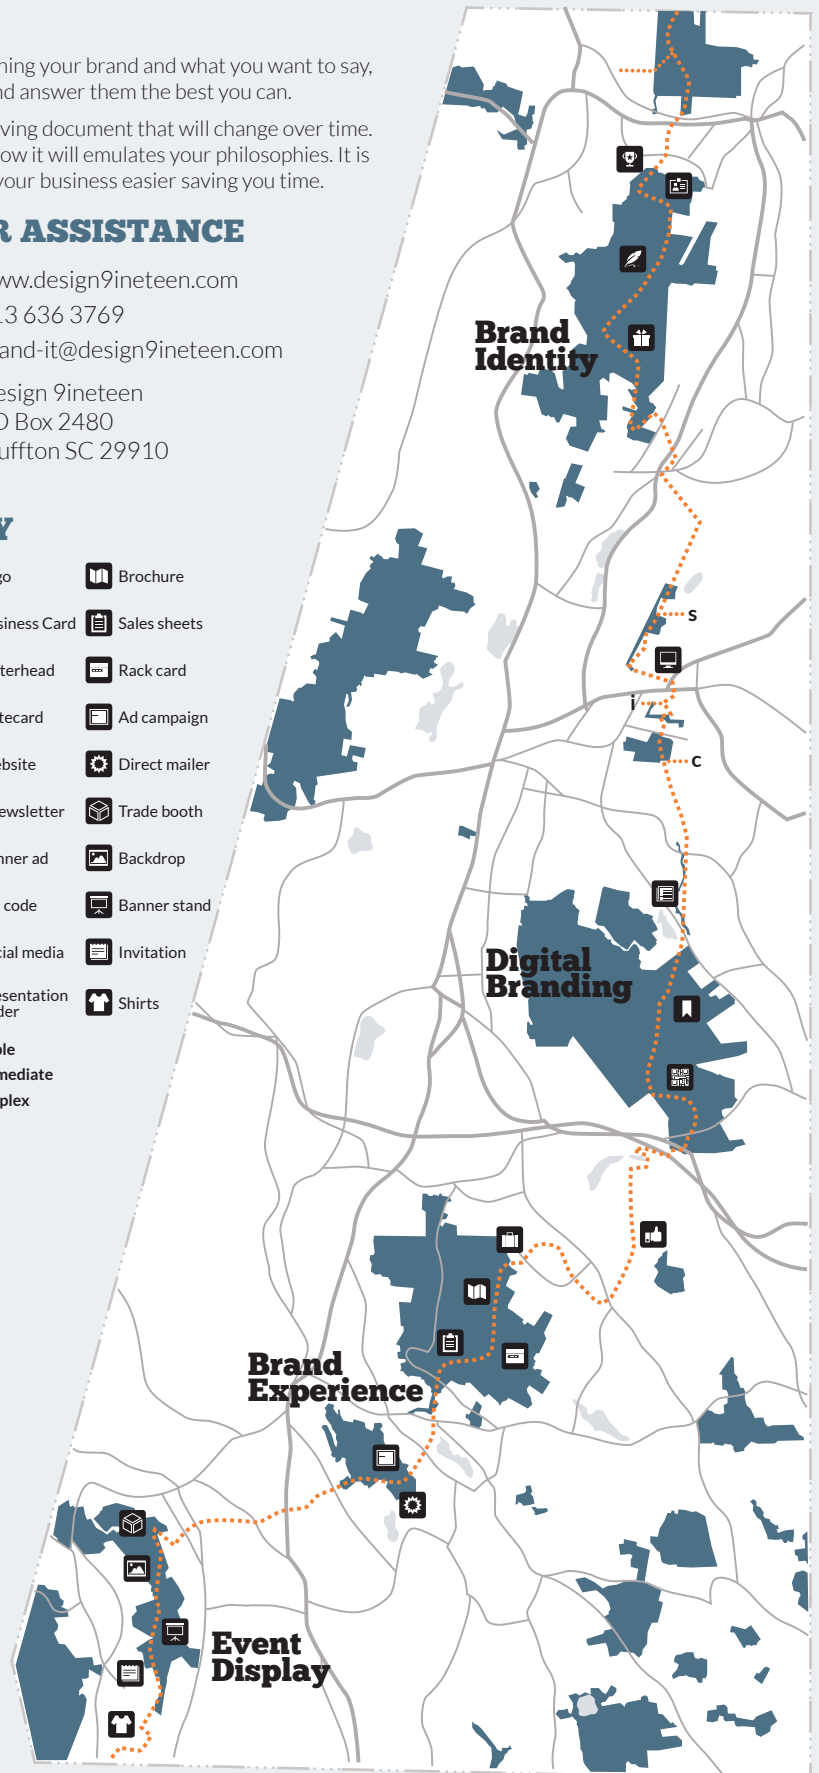 ning your brand and what you want to say,
nd answer them the best you can.
ving document that will change over time.
ow it will emulates your philosophies. It is
your business easier saving you time.
R ASSISTANCE
ww.design9ineteen.com
13 636 3769
and-it@design9ineteen.com
esign 9ineteen
O Box 2480
uffton SC 29910
Y
go
Brochure
siness Card
Sales sheets
terhead
Rack card
tecard
Ad campaign
ebsite
Direct mailer
ewsletter
Trade booth
nner ad
Backdrop
code
Banner stand
cial media
Invitation
esentation
der
Shirts
ple
mediate
plex
Brand
Identity
S
i
C
Digital
Branding
Brand
Experience
Event
Display